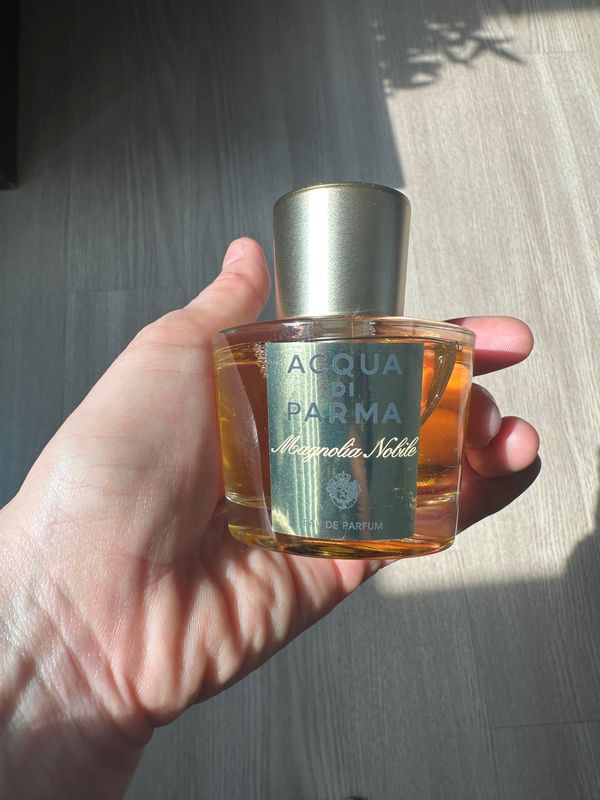 ACQUA
DI
PARMA
Magnolia Nobile
EAU DE PARFUM